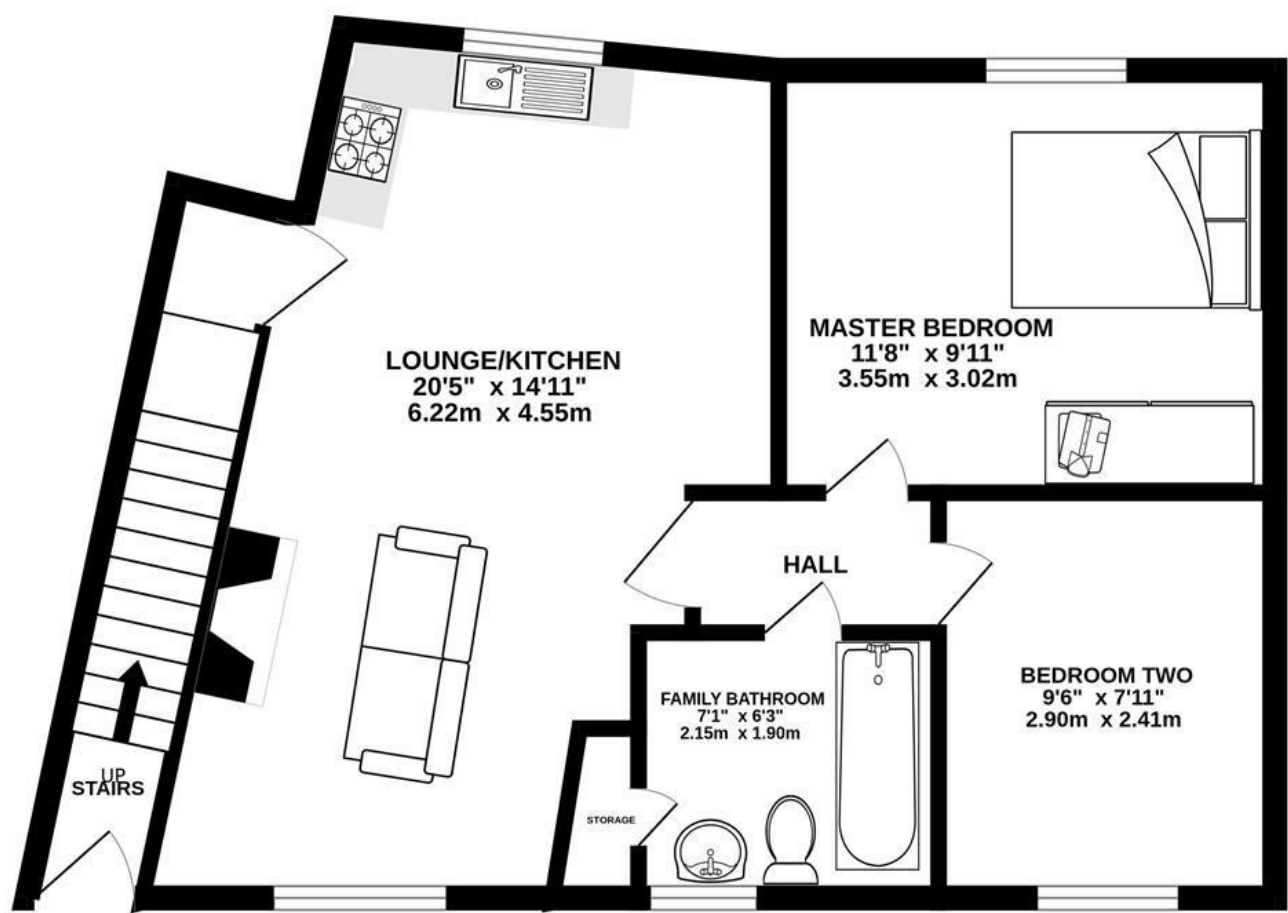 LOUNGE/KITCHEN
20'5" x 14'11"
6.22m x 4.55m
MASTER BEDROOM
11'8" x 9'11"
3.55m x 3.02m
HALL
FAMILY BATHROOM
7'1" x 6'3"
2.15m x 1.90m
BEDROOM TWO
9'6" x 7'11"
2.90m x 2.41m
UP
STAIRS
STORAGE